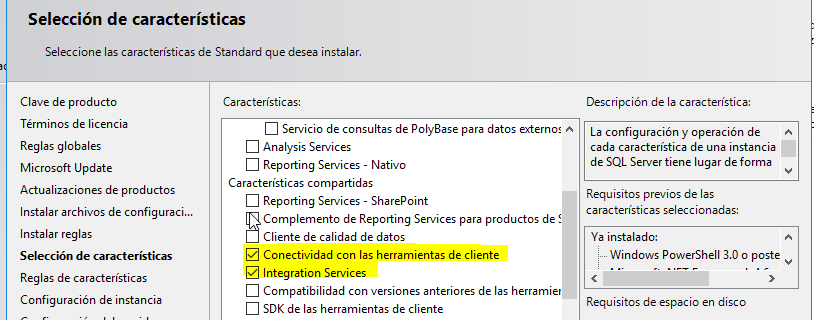 Selección de características
Seleccione las características de Standard que desea instalar.
Clave de producto
Términos de licencia
Reglas globales
Microsoft Update
Actualizaciones de productos
Instalar archivos de configuraci...
Instalar reglas
Selección de características
Reglas de características
Configuración de instancia
Características:
Servicio de consultas de PolyBase para datos externos
Analysis Services
Reporting Services - Nativo
Características compartidas
Reporting Services - SharePoint
Complemento de Reporting Services para productos de S
Cliente de calidad de datos
Conectividad con las herramientas de cliente
Integration Services
Compatibilidad con versiones anteriores de las herramien
SDK de las herramientas de cliente
Descripción de la característica:
La configuración y operación de
cada característica de una instancia
de SQL Server tiene lugar de forma
Requisitos previos de las
características seleccionadas:
Ya instalado:
Windows PowerShell 3.0 o poste
Requisitos de espacio en disco